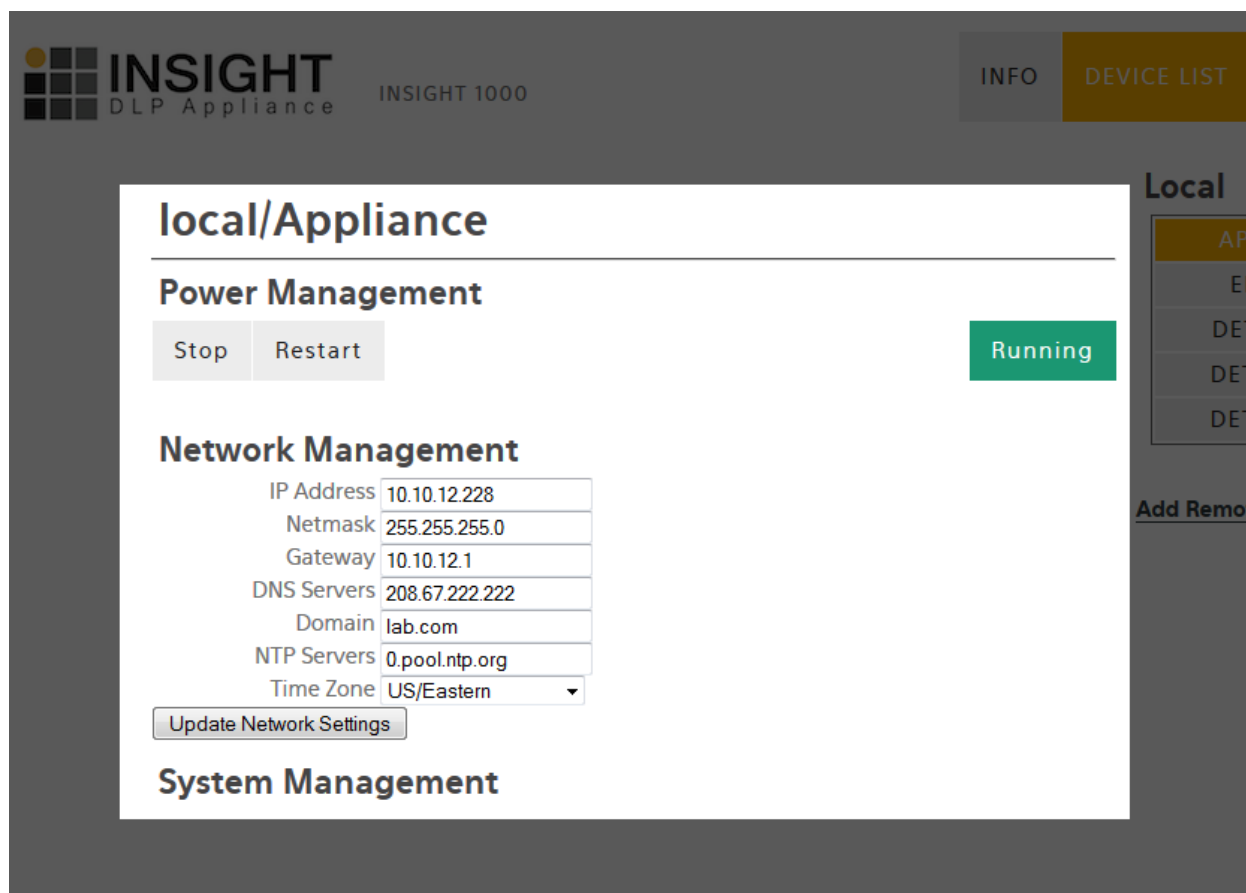 INSIGHT
DLP Appliance
INSIGHT 1000
INFO
DEVICE LIST
Local
local/Appliance
Power Management
Stop
Restart
Running
Network Management
IP Address 10.10.12.228
Netmask 255.255.255.0
Gateway 10.10.12.1
DNS Servers 208.67.222.222
Domain lab.com
NTP Servers 0.pool.ntp.org
Time Zone US/Eastern
Update Network Settings
System Management
Add